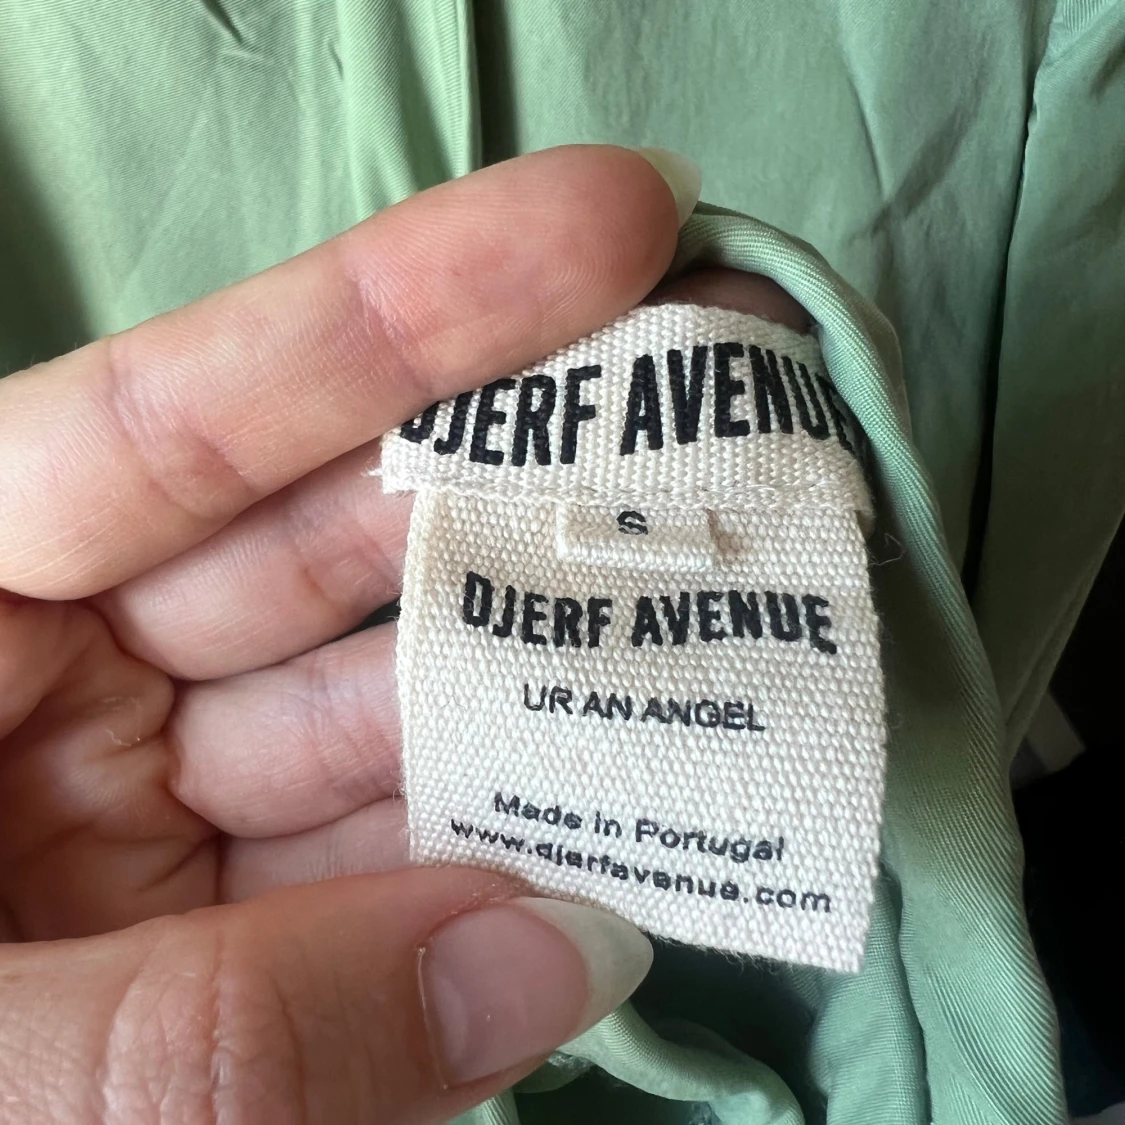 DJERF AVENUE
S
DJERF AVENUE
UR AN ANGEL
Made in Portugal
www.djerfavenue.com